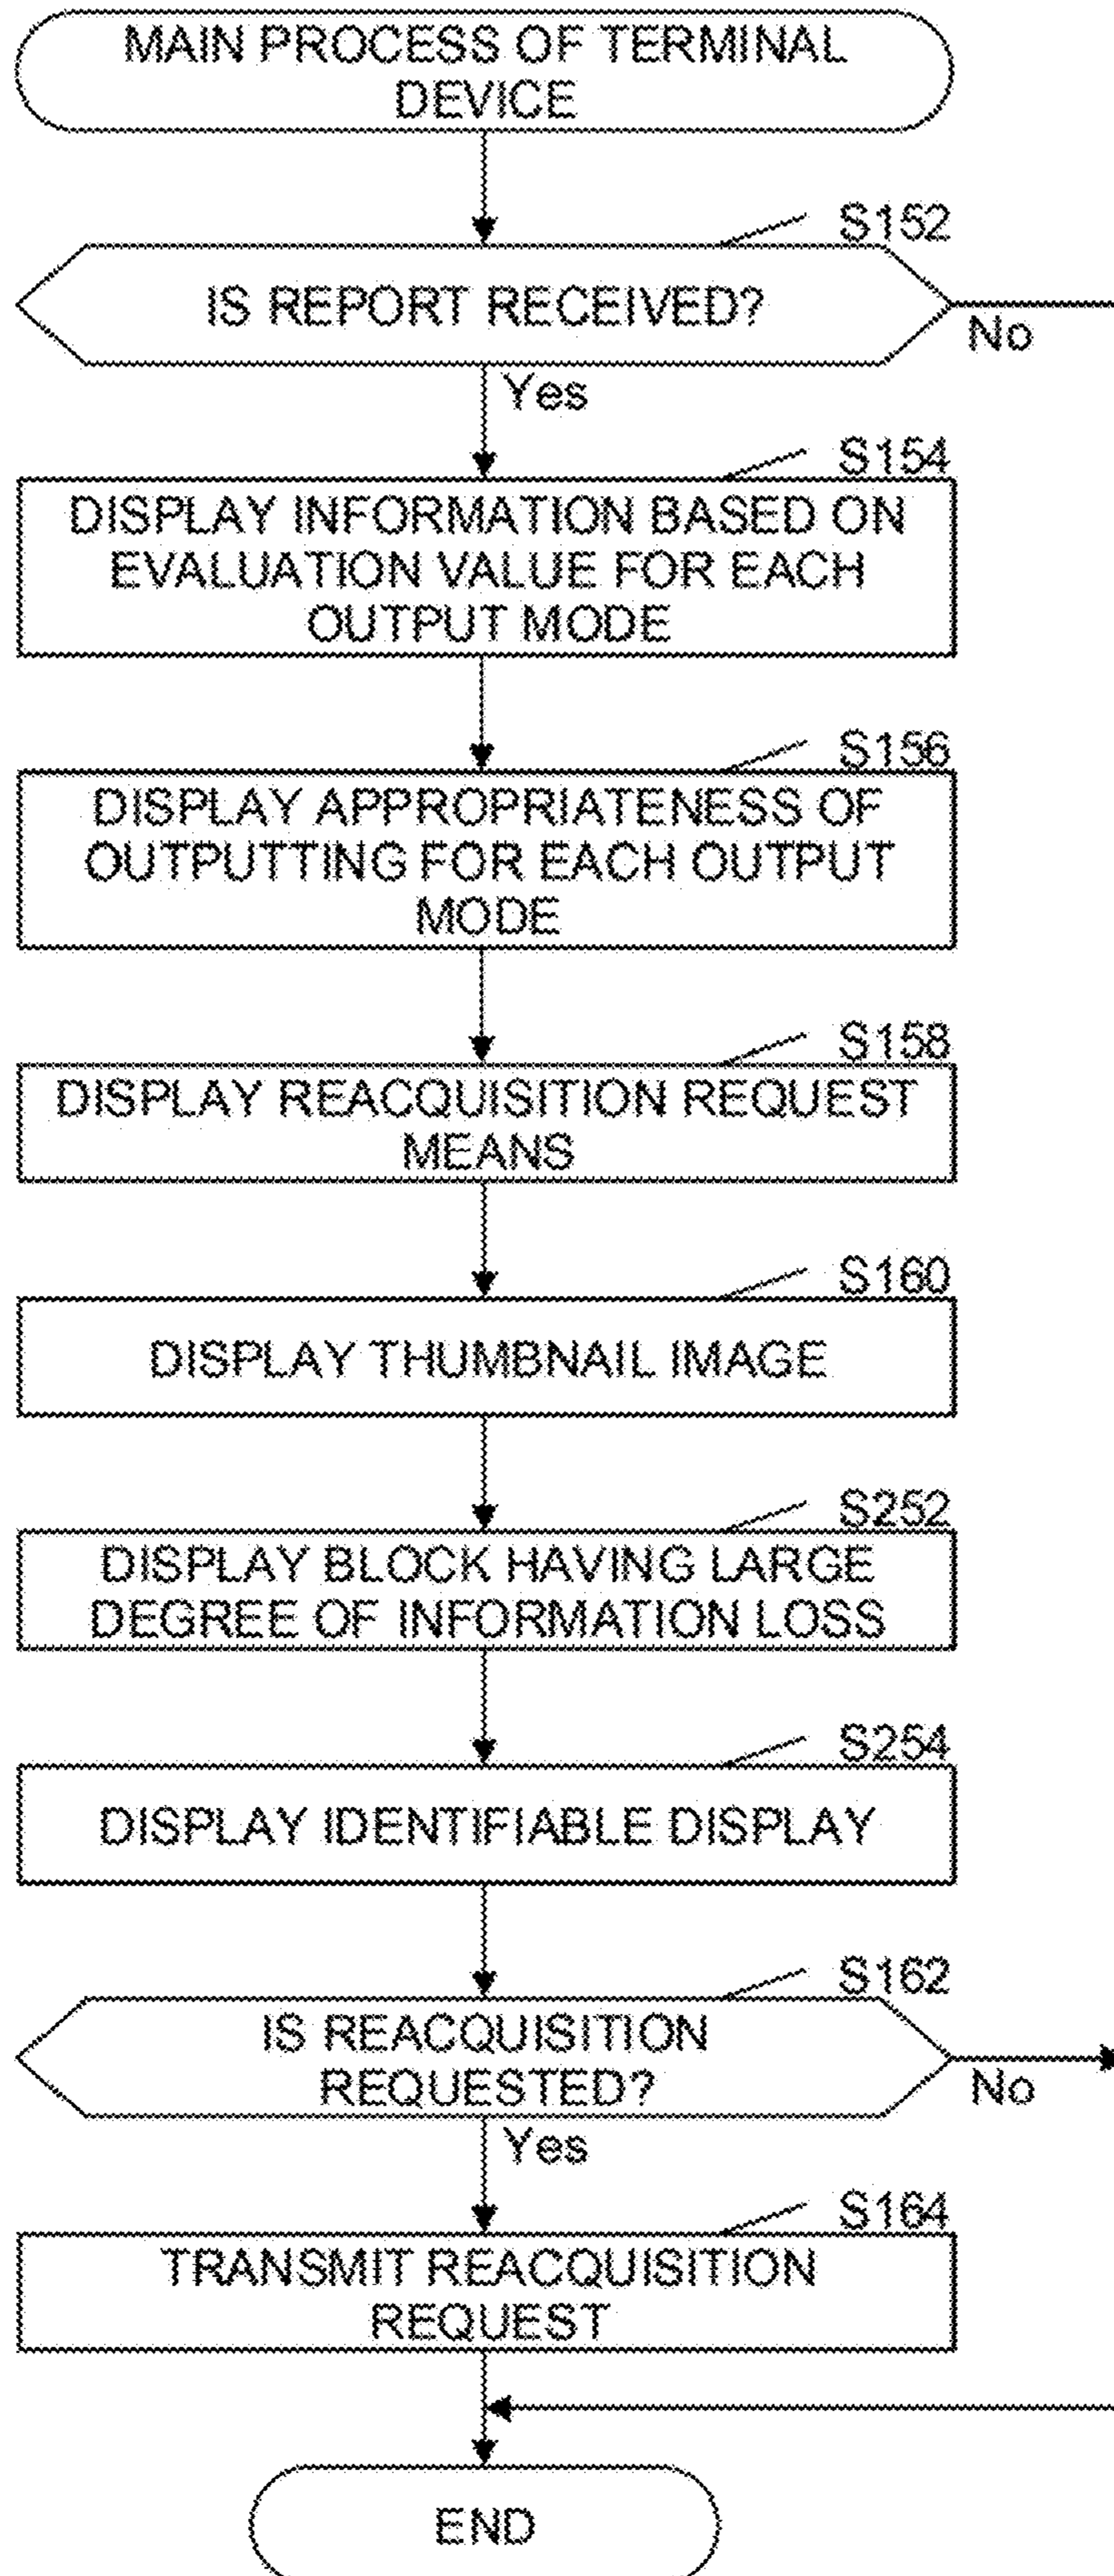 MAIN PROCESS OF TERMINAL
DEVICE
S152
IS REPORT RECEIVED?
No
Yes
S154
DISPLAY INFORMATION BASED ON
EVALUATION VALUE FOR EACH
OUTPUT MODE
S156
DISPLAY APPROPRIATENESS OF
OUTPUTTING FOR EACH OUTPUT
MODE
S158
DISPLAY REACQUISITION REQUEST
MEANS
S160
DISPLAY THUMBNAIL IMAGE
S252
DISPLAY BLOCK HAVING LARGE
DEGREE OF INFORMATION LOSS
S254
DISPLAY IDENTIFIABLE DISPLAY
S162
IS REACQUISITION
REQUESTED?
No
Yes
S164
TRANSMIT REACQUISITION
REQUEST
END